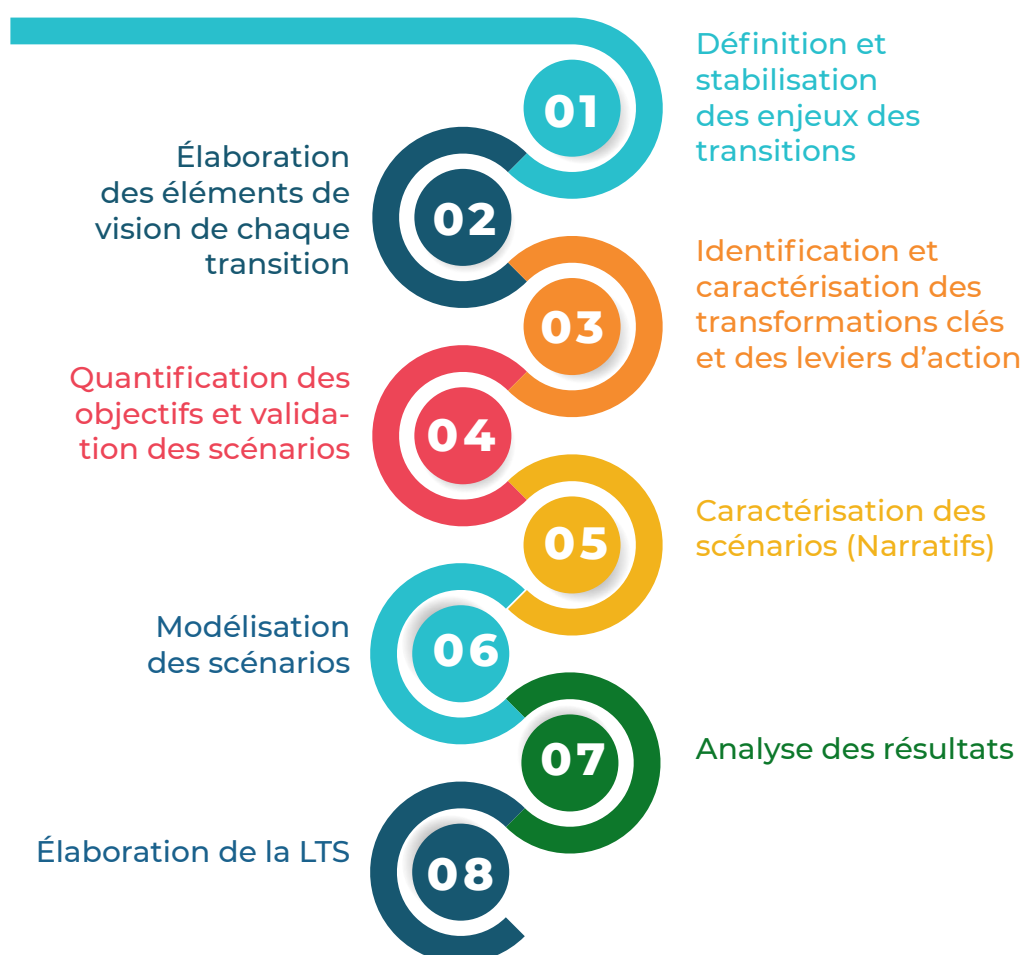 01
Définition et
stabilisation
des enjeux des
transitions
02
Élaboration
des éléments de
vision de chaque
transition
03
Identification et
caractérisation des
transformations clés
et des leviers d’action
04
Quantification des
objectifs et valida-
tion des scénarios
05
Caractérisation des
scénarios (Narratifs)
06
Modélisation
des scénarios
07
Analyse des résultats
08
Élaboration de la LTS